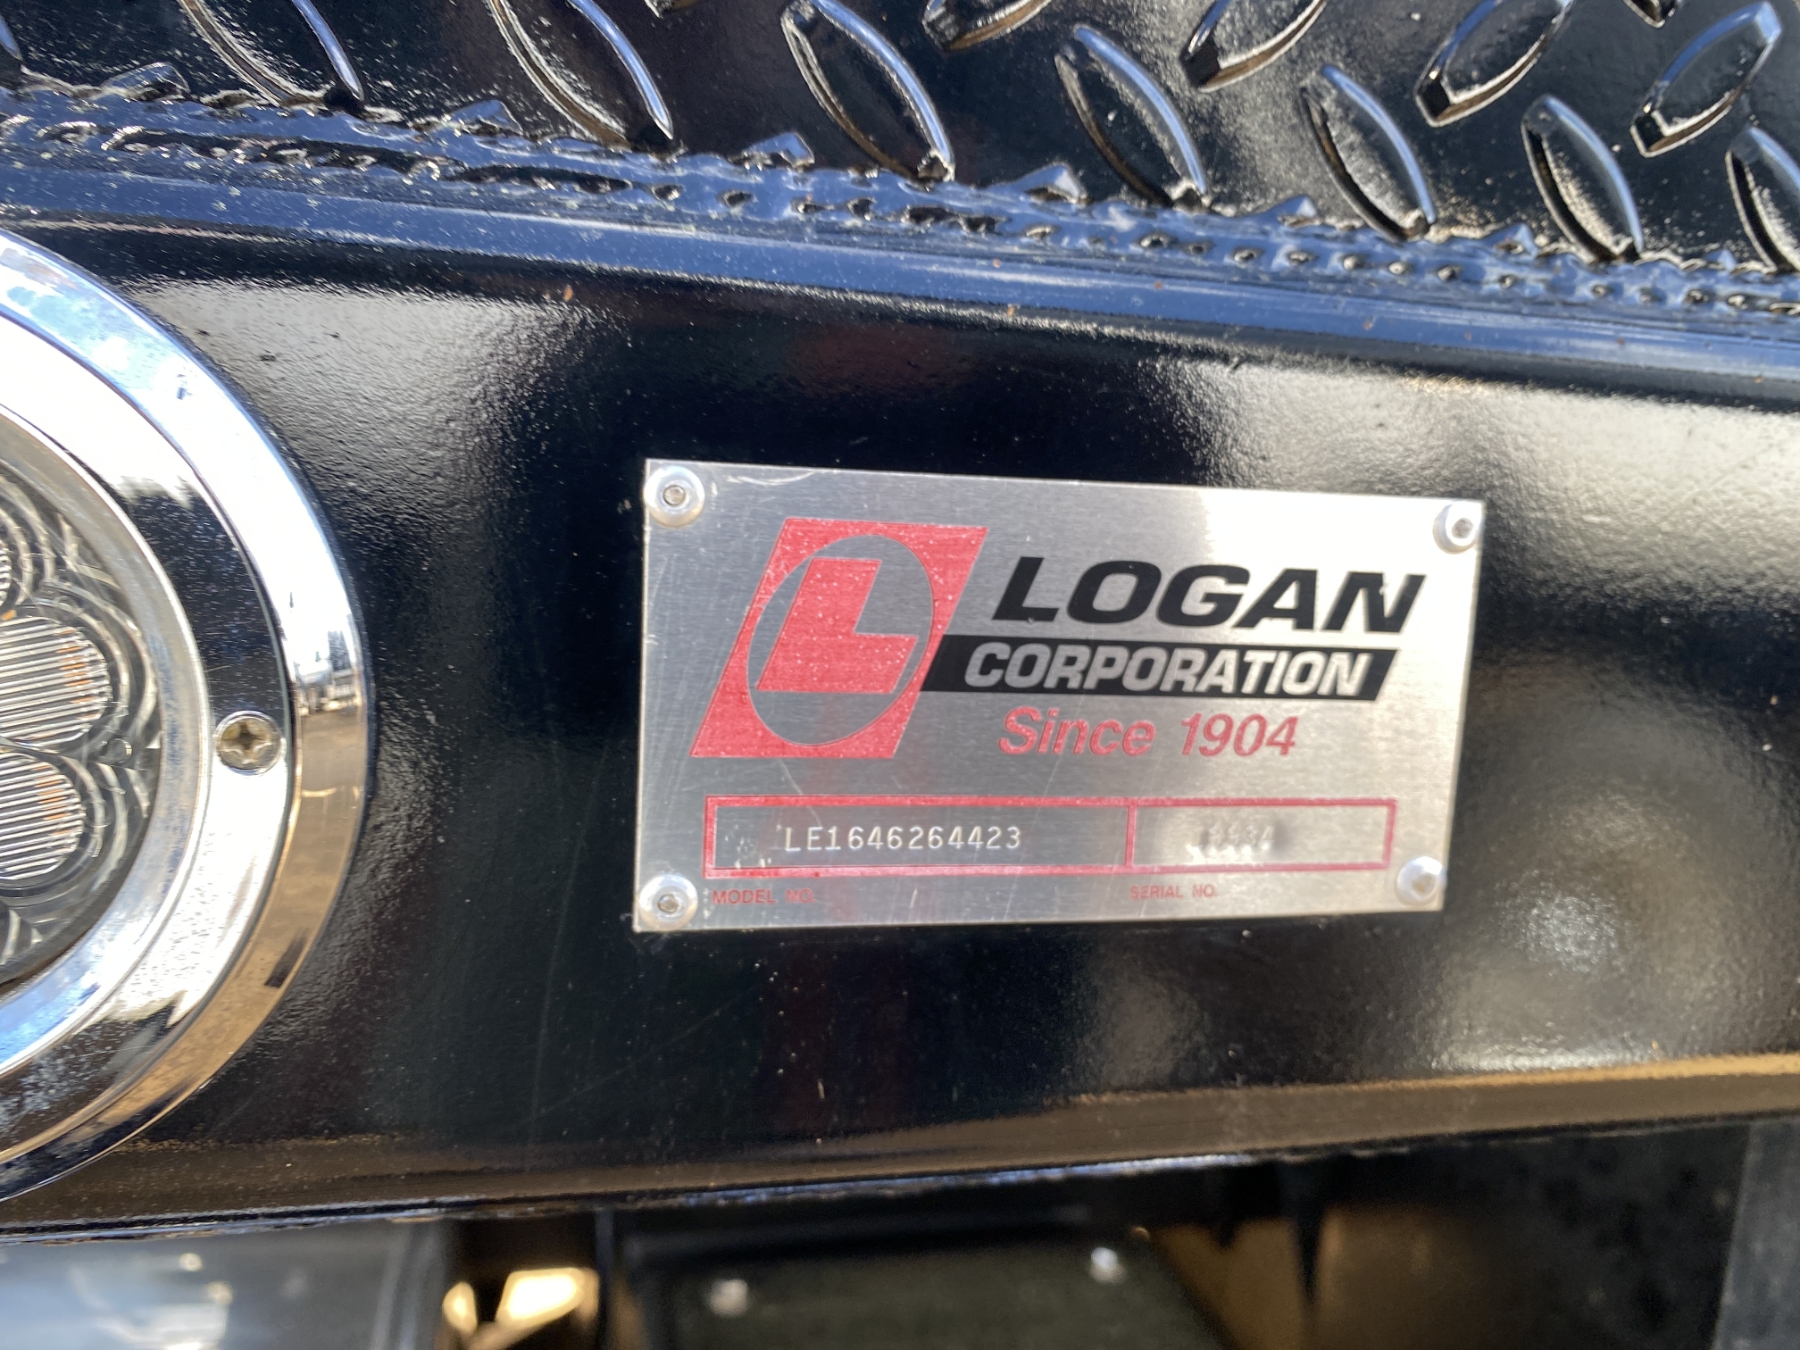 L
LOGAN
CORPORATION
Since 1904
LE1646264423
MODEL NO.
SERIAL NO.